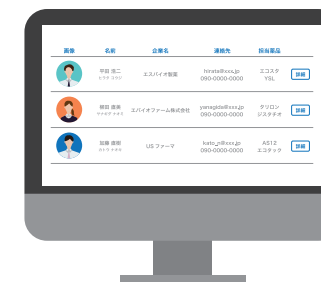 画像 名前 企業名 連絡先 担当薬品
平田 浩二 エスバイオ製薬 hirata@xxx.jp エコスタ 詳細
ヒラタ コウジ 090-0000-0000 YSL
柳田 直美 エバイオファーム株式会社 yanagida@xxx.jp タリロン 詳細
ヤナギダ ナオミ 090-0000-0000 ジスタチオ
加藤 直樹 USファーマ kato_n@xxx.jp AS12 詳細
カトウ ナオキ 090-0000-0000 エコタック